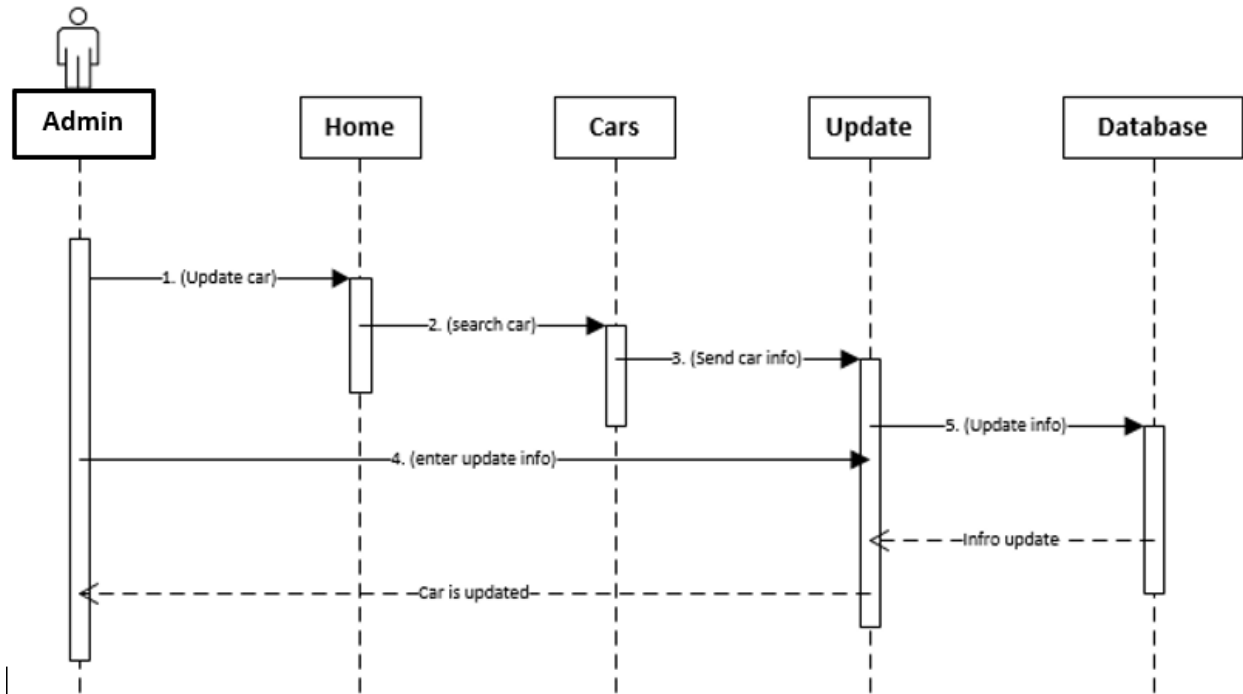 Admin
Home
Cars
Update
Database
1. (Update car)
2. (search car)
3. (Send car info)
5. (Update info)
4. (enter update info)
Infro update
Car is updated